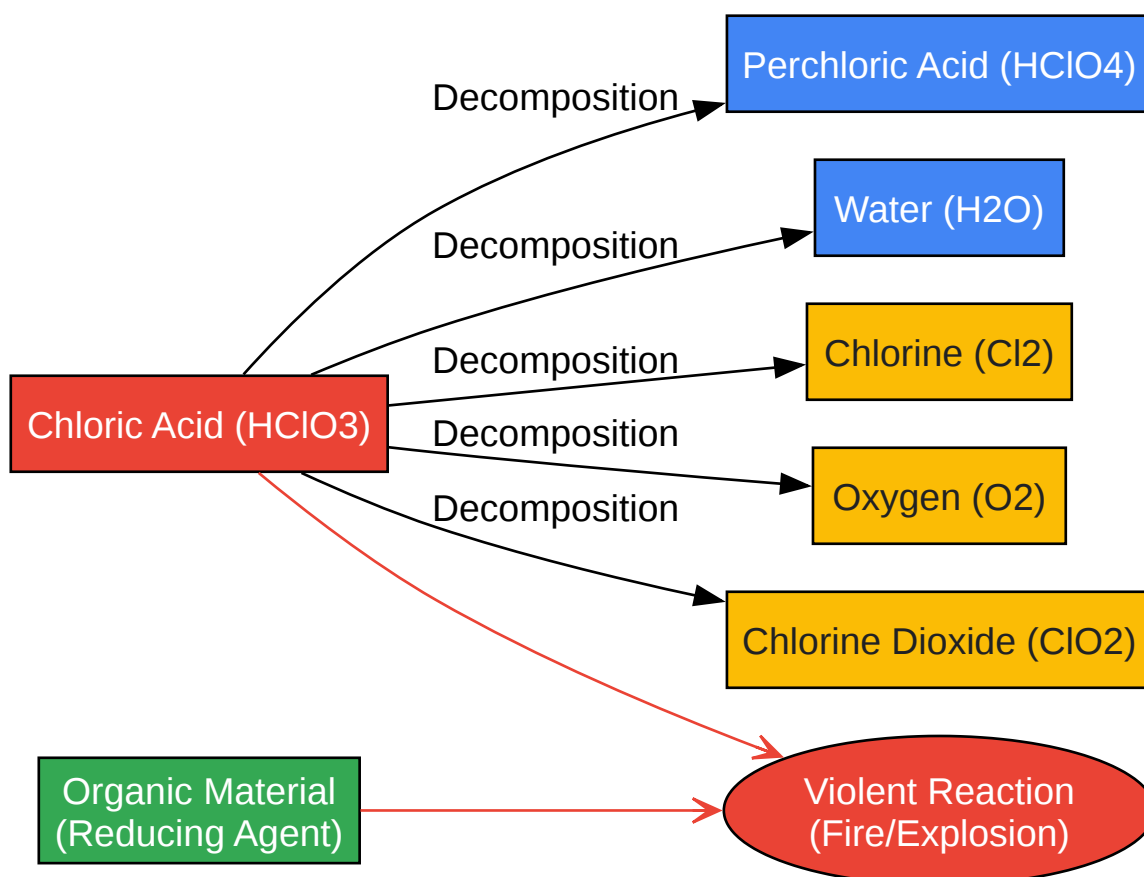 Perchloric Acid (HClO4)
Decomposition
Water (H2O)
Decomposition
Chlorine (Cl2)
Decomposition
Chloric Acid (HClO3)
Decomposition
Oxygen (O2)
Decomposition
Chlorine Dioxide (ClO2)
Organic Material
(Reducing Agent)
Violent Reaction
(Fire/Explosion)